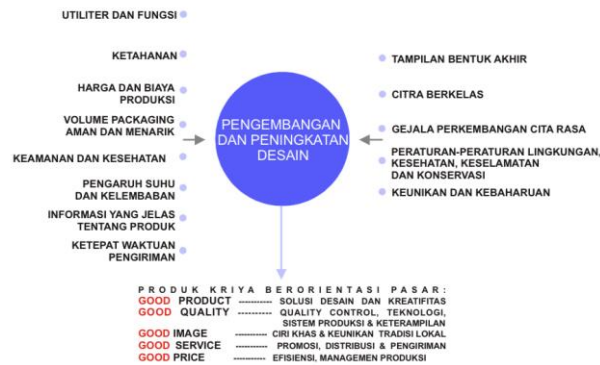 UTILITER DAN FUNGSI
KETAHANAN
HARGA DAN BIAYA
PRODUKSI
VOLUME PACKAGING
AMAN DAN MENARIK
KEAMANAN DAN KESEHATAN
PENGARUH SUHU
DAN KELEMBABAN
INFORMASI YANG JELAS
TENTANG PRODUK
KETEPAT WAKTUAN
PENGIRIMAN
PENGEMBANGAN
DAN PENINGKATAN
DESAIN
TAMPILAN BENTUK AKHIR
CITRA BERKELAS
GEJALA PERKEMBANGAN CITA RASA
PERATURAN-PERATURAN LINGKUNGAN,
KESEHATAN, KESELAMATAN
DAN KONSERVASI
KEUNIKAN DAN KEBAHARUAN
PRODUK KRIYA BERORIENTASI PASAR:
GOOD PRODUCT ---------- SOLUSI DESAIN DAN KREATIFITAS
GOOD QUALITY ---------- QUALITY CONTROL, TEKNOLOGI,
SISTEM PRODUKSI & KETERAMPILAN
GOOD IMAGE ---------- CIRI KHAS & KEUNIKAN TRADISI LOKAL
GOOD SERVICE ---------- PROMOSI, DISTRIBUSI & PENGIRIMAN
GOOD PRICE ---------- EFISIENSI, MANAGEMEN PRODUKSI